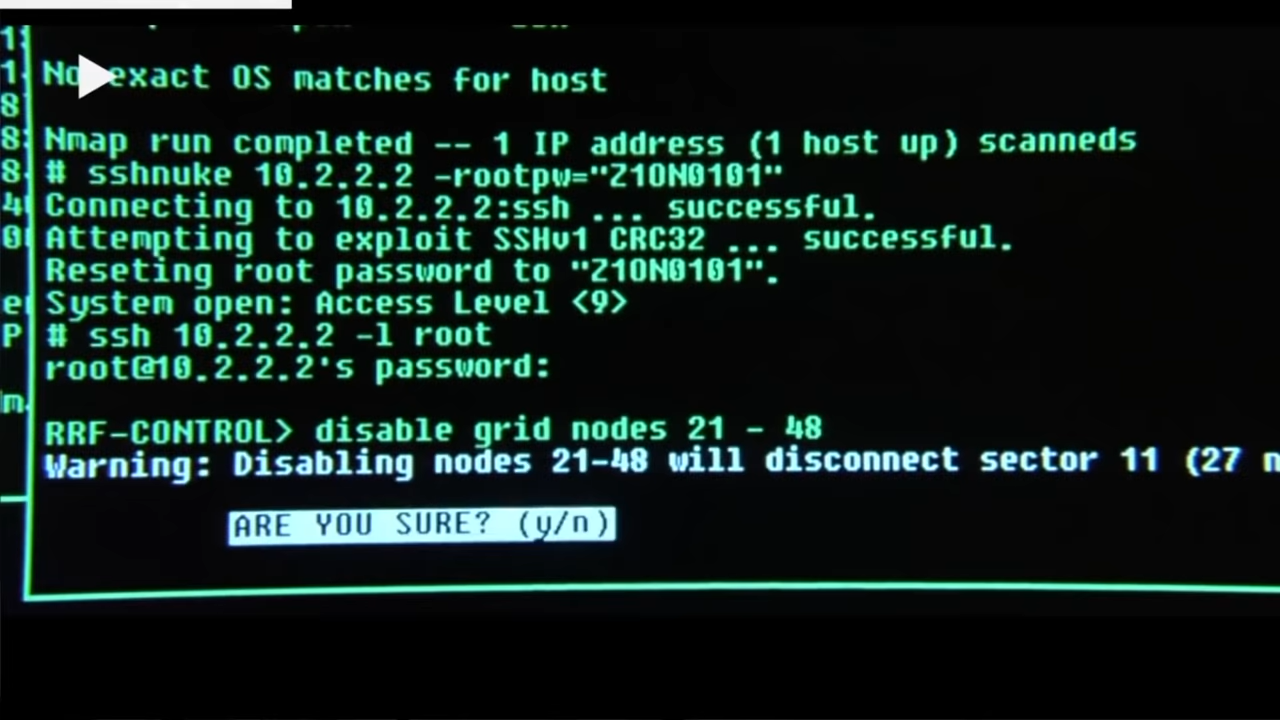 No exact OS matches for host
Nmap run completed -- 1 IP address (1 host up) scanneds
# sshnuke 10.2.2.2 -rootpw="Z1ON0101"
Connecting to 10.2.2.2:ssh ... successful.
Attempting to exploit SSHv1 CRC32 ... successful.
Reseting root password to "Z1ON0101".
System open: Access Level <9>
# ssh 10.2.2.2 -l root
root@10.2.2.2's password:
RRF-CONTROL> disable grid nodes 21 - 48
Warning: Disabling nodes 21-48 will disconnect sector 11 (27 n
ARE YOU SURE? (y/n)